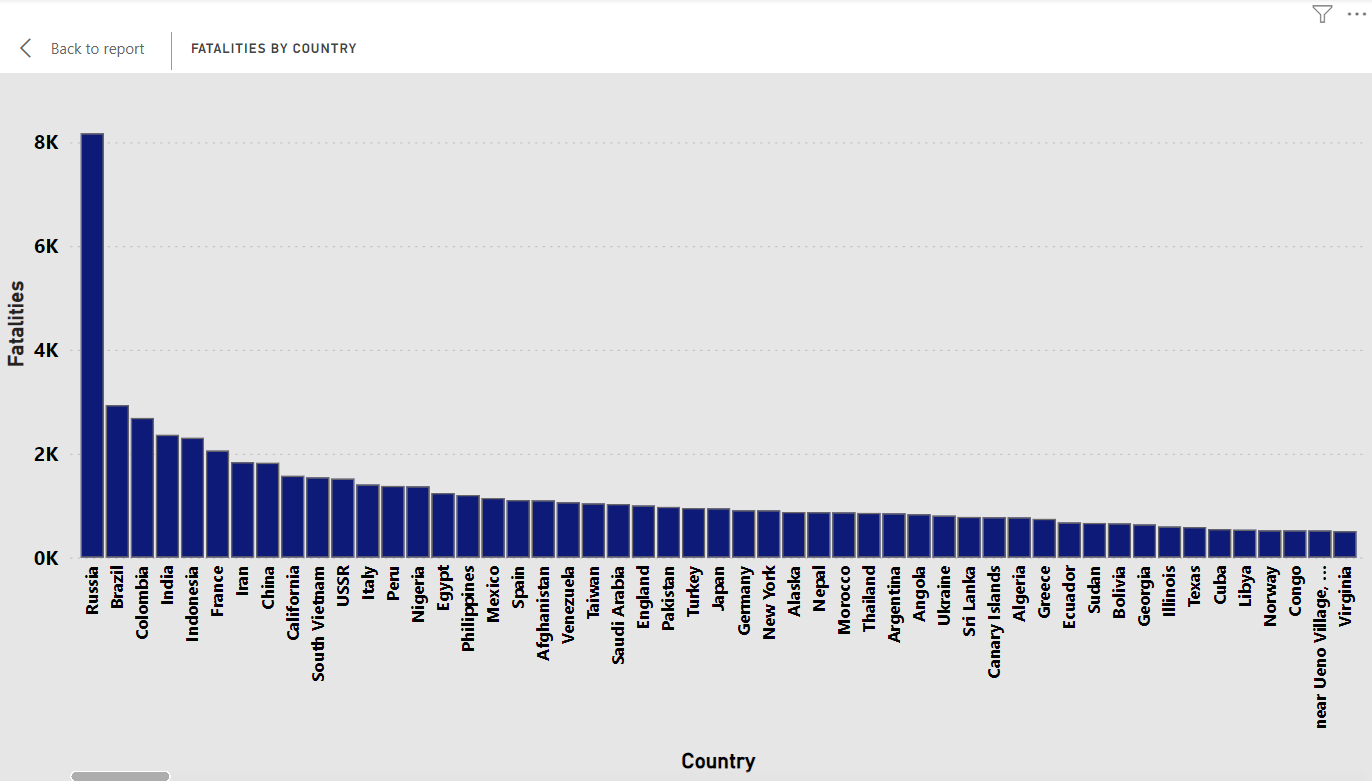 Back to report
FATALITIES BY COUNTRY
Fatalities
8K
6K
4K
2K
0K
Russia
Brazil
Colombia
India
Indonesia
France
Iran
China
California
South Vietnam
USSR
Italy
Peru
Nigeria
Egypt
Philippines
Mexico
Spain
Afghanistan
Venezuela
Taiwan
Saudi Arabia
England
Pakistan
Turkey
Japan
Germany
New York
Alaska
Nepal
Morocco
Thailand
Argentina
Angola
Ukraine
Sri Lanka
Canary Islands
Algeria
Greece
Ecuador
Sudan
Bolivia
Georgia
Illinois
Texas
Cuba
Libya
Norway
Congo
near Ueno Village, ...
Virginia
Country